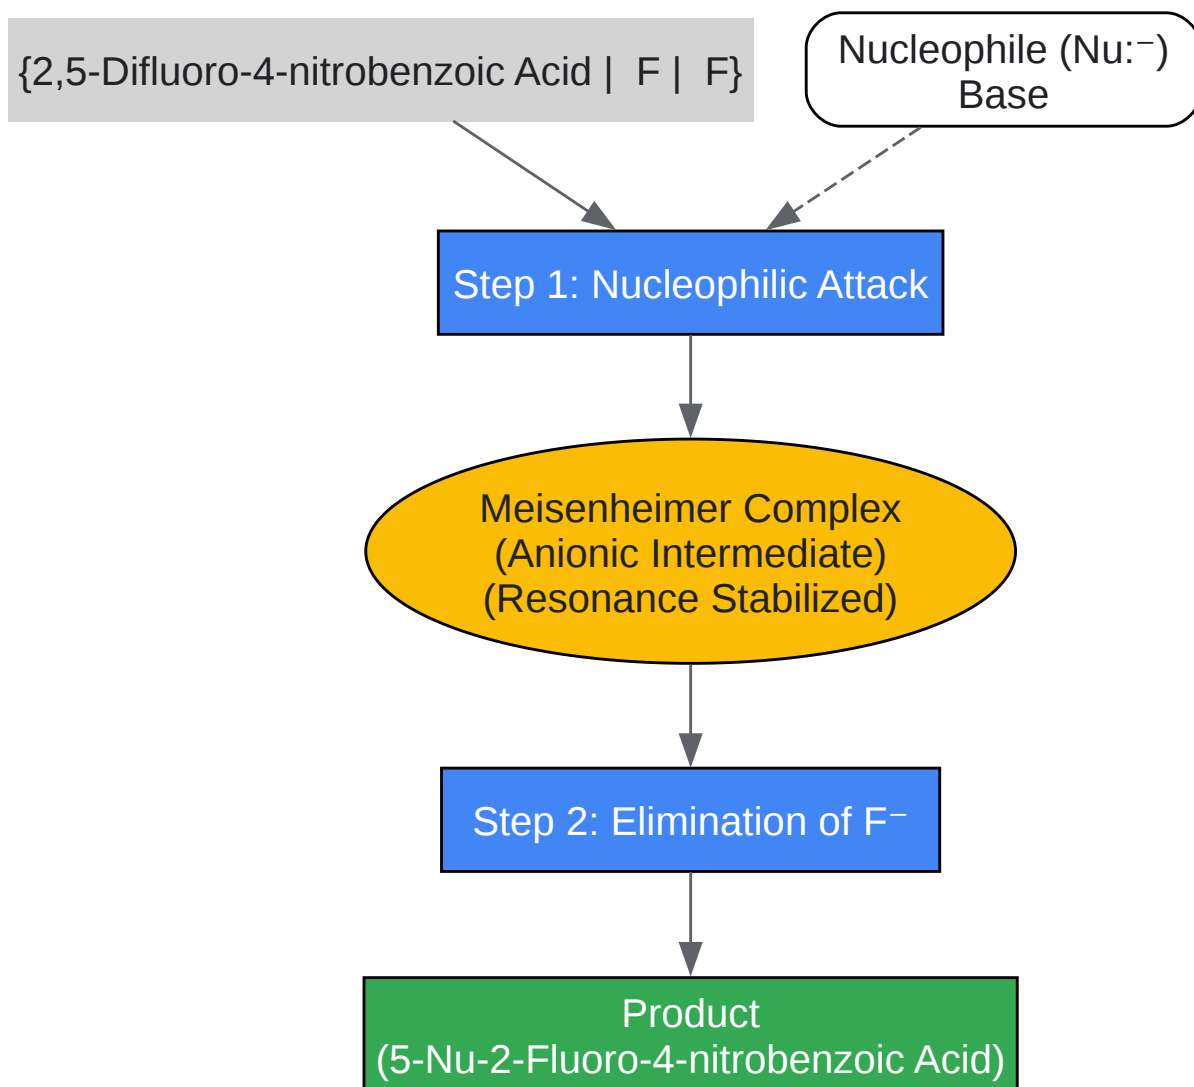 {2,5-Difluoro-4-nitrobenzoic Acid | F | F}
Nucleophile (Nu:⁻)
Base
Step 1: Nucleophilic Attack
Meisenheimer Complex
(Anionic Intermediate)
(Resonance Stabilized)
Step 2: Elimination of F⁻
Product
(5-Nu-2-Fluoro-4-nitrobenzoic Acid)